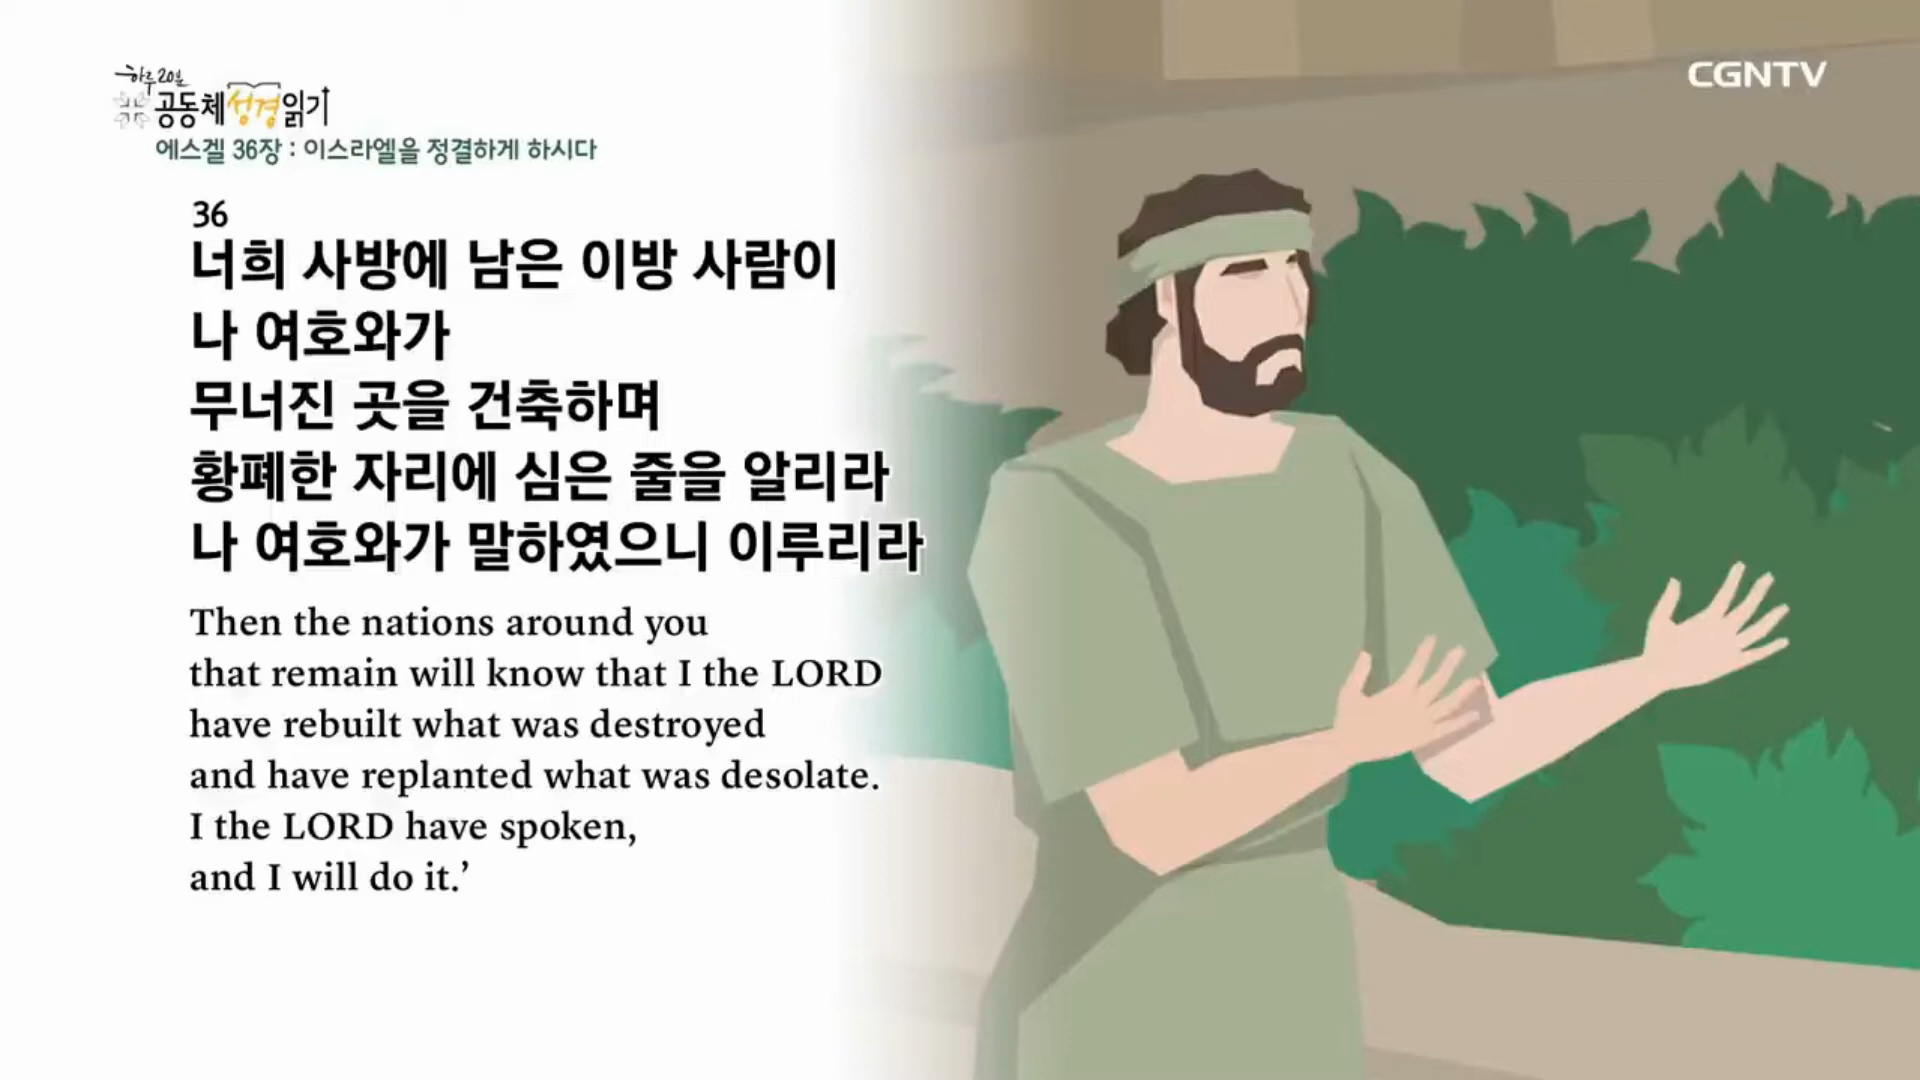 하루 20분
공동체성경읽기
CGNTV
에스겔 36장 : 이스라엘을 정결하게 하시다
36
너희 사방에 남은 이방 사람이
나 여호와가
무너진 곳을 건축하며
황폐한 자리에 심은 줄을 알리라
나 여호와가 말하였으니 이루리라
Then the nations around you
that remain will know that I the LORD
have rebuilt what was destroyed
and have replanted what was desolate.
I the LORD have spoken,
and I will do it.’